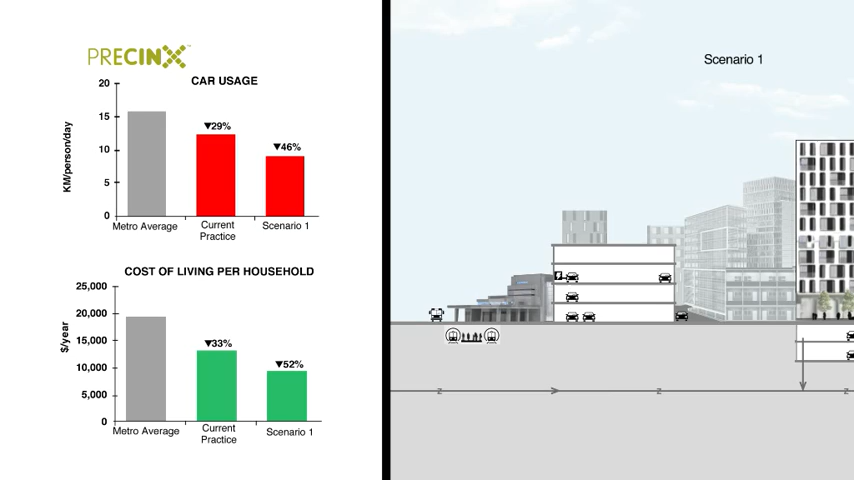 PRECINX™
CAR USAGE
20
15
10
5
0
KM/person/day
▼29%
▼46%
Metro Average
Current
Practice
Scenario 1
COST OF LIVING PER HOUSEHOLD
25,000
20,000
15,000
10,000
5,000
0
$/year
▼33%
▼52%
Metro Average
Current
Practice
Scenario 1
Scenario 1